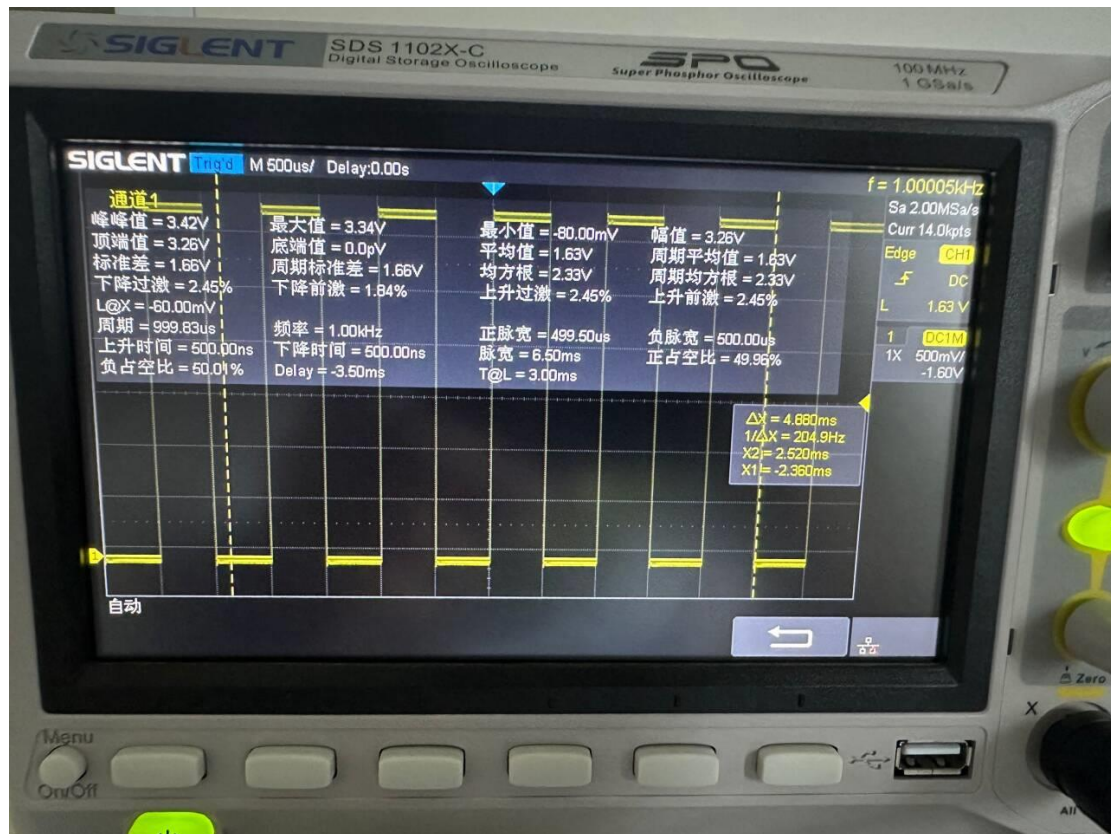 SIGLENT SDS 1102X-C
Digital Storage Oscilloscope
SPO
Super Phosphor Oscilloscope
100 MHz
1 GSa/s
SIGLENT Trig'd M 500us/ Delay:0.00s
f = 1.00005kHz
Sa 2.00MSa/s
Curr 14.0kpts
Edge CH1
DC
L 1.63V
1 DC1M
1X 500mV/
-1.60V
通道1
峰峰值 = 3.42V 最大值 = 3.34V 最小值 = -80.00mV 幅值 = 3.26V
顶端值 = 3.26V 底端值 = 0.0pV 平均值 = 1.63V 周期平均值 = 1.63V
标准差 = 1.66V 周期标准差 = 1.66V 均方根 = 2.33V 周期均方根 = 2.33V
下降过激 = 2.45% 下降前激 = 1.84% 上升过激 = 2.45% 上升前激 = 2.45%
L@X = -60.00mV
周期 = 999.83us 频率 = 1.00kHz 正脉宽 = 499.50us 负脉宽 = 500.00us
上升时间 = 500.00ns 下降时间 = 500.00ns 脉宽 = 6.50ms 正占空比 = 49.96%
负占空比 = 50.01% Delay = -3.50ms T@L = 3.00ms
ΔX = 4.880ms
1/ΔX = 204.9Hz
X2 = 2.520ms
X1 = -2.360ms
1
自动
Menu
On/Off
Zero
X
All